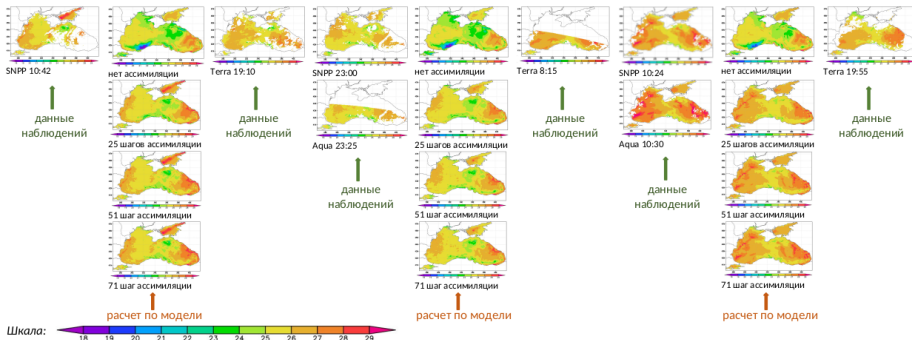 SNPP 10:42
нет ассимиляции
Terra 19:10
SNPP 23:00
нет ассимиляции
Terra 8:15
SNPP 10:24
нет ассимиляции
Terra 19:55
данные
наблюдений
данные
наблюдений
данные
наблюдений
данные
наблюдений
25 шагов ассимиляции
Aqua 23:25
25 шагов ассимиляции
Aqua 10:30
25 шагов ассимиляции
данные
наблюдений
данные
наблюдений
51 шаг ассимиляции
51 шаг ассимиляции
51 шаг ассимиляции
71 шаг ассимиляции
71 шаг ассимиляции
71 шаг ассимиляции
расчет по модели
расчет по модели
расчет по модели
Шкала:
18 19 20 21 22 23 24 25 26 27 28 29